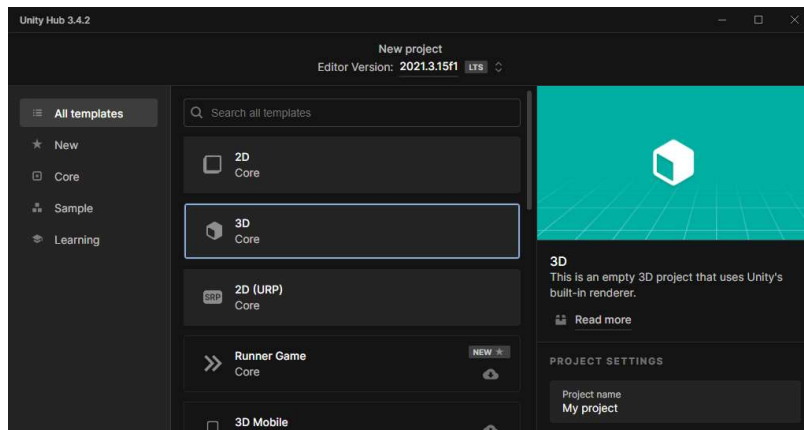 Unity Hub 3.4.2
New project
Editor Version: 2021.3.15f1 LTS
All templates
New
Core
Sample
Learning
Search all templates
2D
Core
3D
Core
SRP
2D (URP)
Core
Runner Game
Core
NEW
3D Mobile
3D
This is an empty 3D project that uses Unity's
built-in renderer.
Read more
PROJECT SETTINGS
Project name
My project